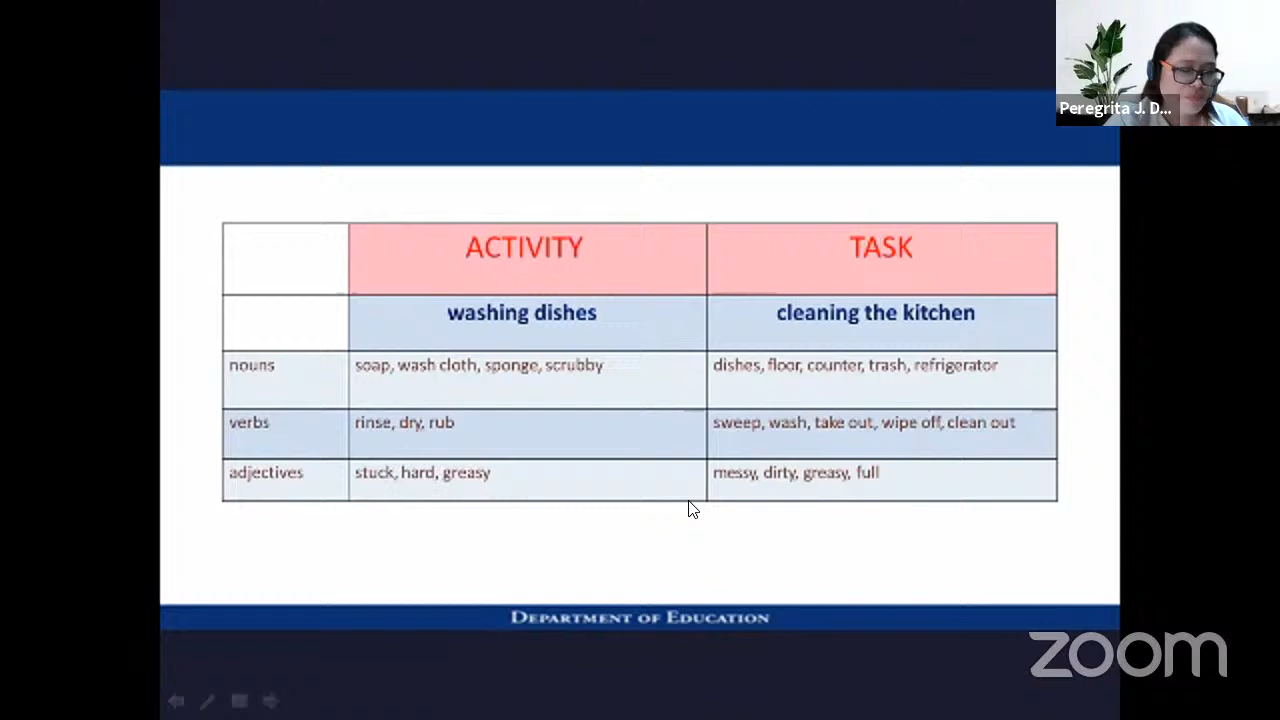 Peregrita J. D...
ACTIVITY TASK
washing dishes cleaning the kitchen
nouns soap, wash cloth, sponge, scrubby dishes, floor, counter, trash, refrigerator
verbs rinse, dry, rub sweep, wash, take out, wipe off, clean out
adjectives stuck, hard, greasy messy, dirty, greasy, full
DEPARTMENT OF EDUCATION
zoom